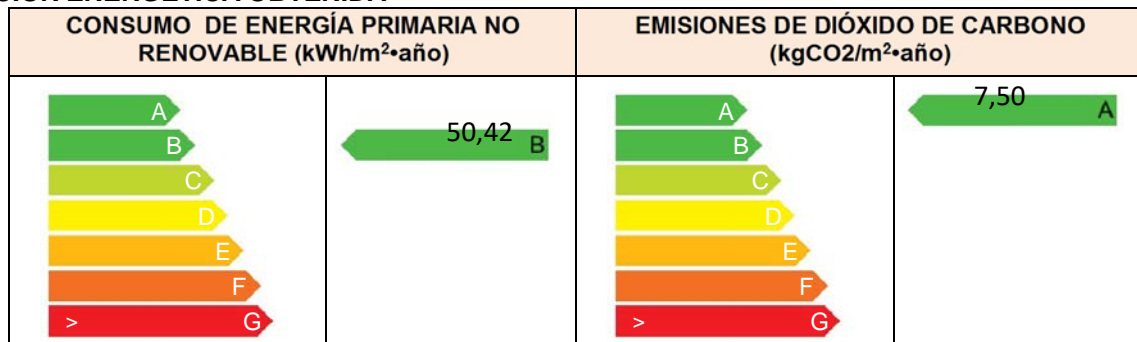 CONSUMO DE ENERGÍA PRIMARIA NO
RENOVABLE (kWh/m²•año)
EMISIONES DE DIÓXIDO DE CARBONO
(kgCO2/m²•año)
A
B
C
D
E
F
> G
50,42 B
A
B
C
D
E
F
> G
7,50 A